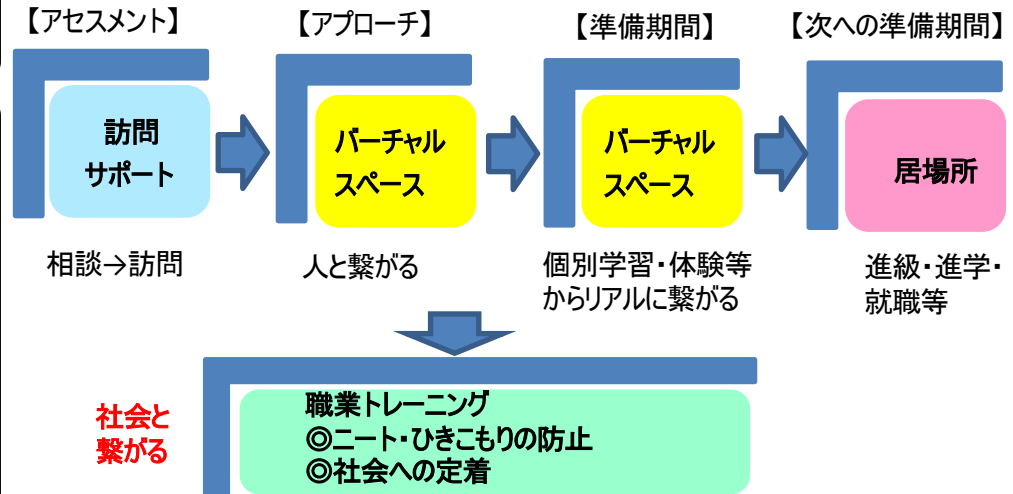 【アセスメント】
【アプローチ】
【準備期間】
【次への準備期間】
訪問
サポート
バーチャル
スペース
バーチャル
スペース
居場所
相談→訪問
人と繋がる
個別学習・体験等
からリアルに繋がる
進級・進学・
就職等
社会と
繋がる
職業トレーニング
◎ニート・ひきこもりの防止
◎社会への定着